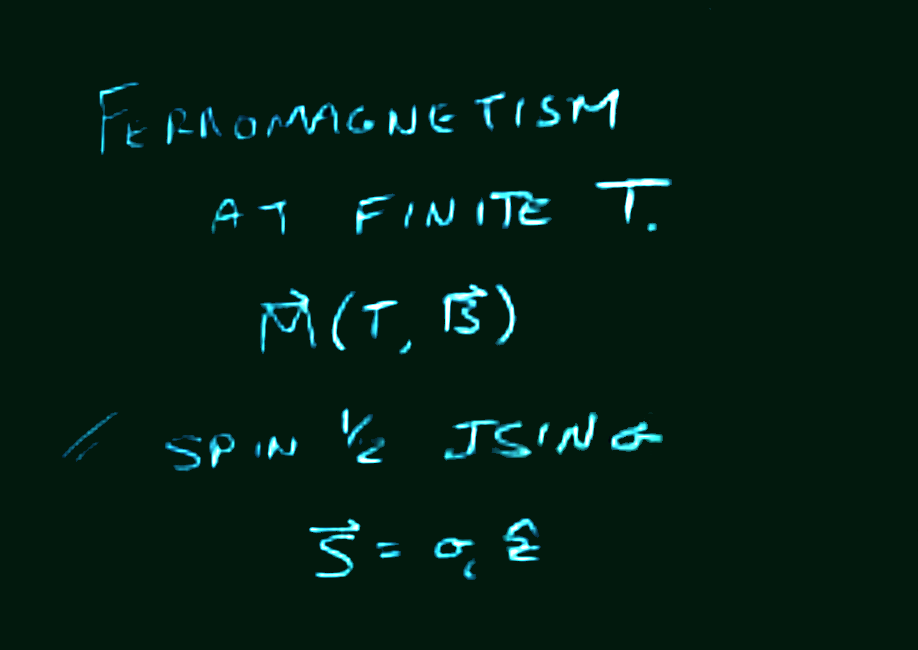 FERROMAGNETISM
AT FINITE T.
M⃗(T, B⃗)
// SPIN 1/2 ISING
S⃗ = σᵢ ẑ